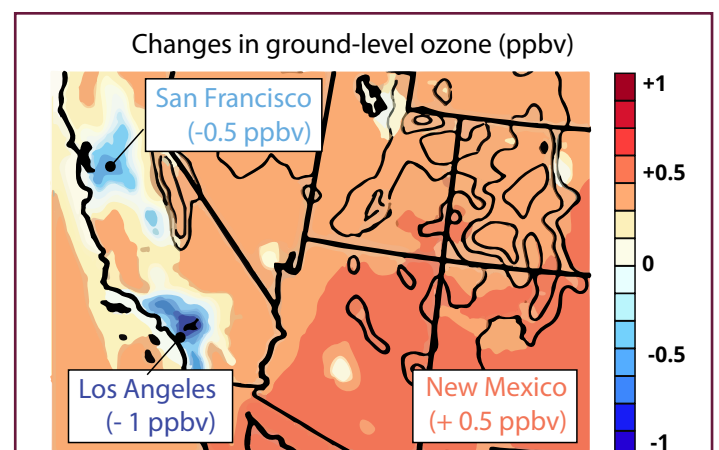 Changes in ground-level ozone (ppbv)
San Francisco
(-0.5 ppbv)
+1
+0.5
0
-0.5
-1
Los Angeles
(- 1 ppbv)
New Mexico
(+ 0.5 ppbv)